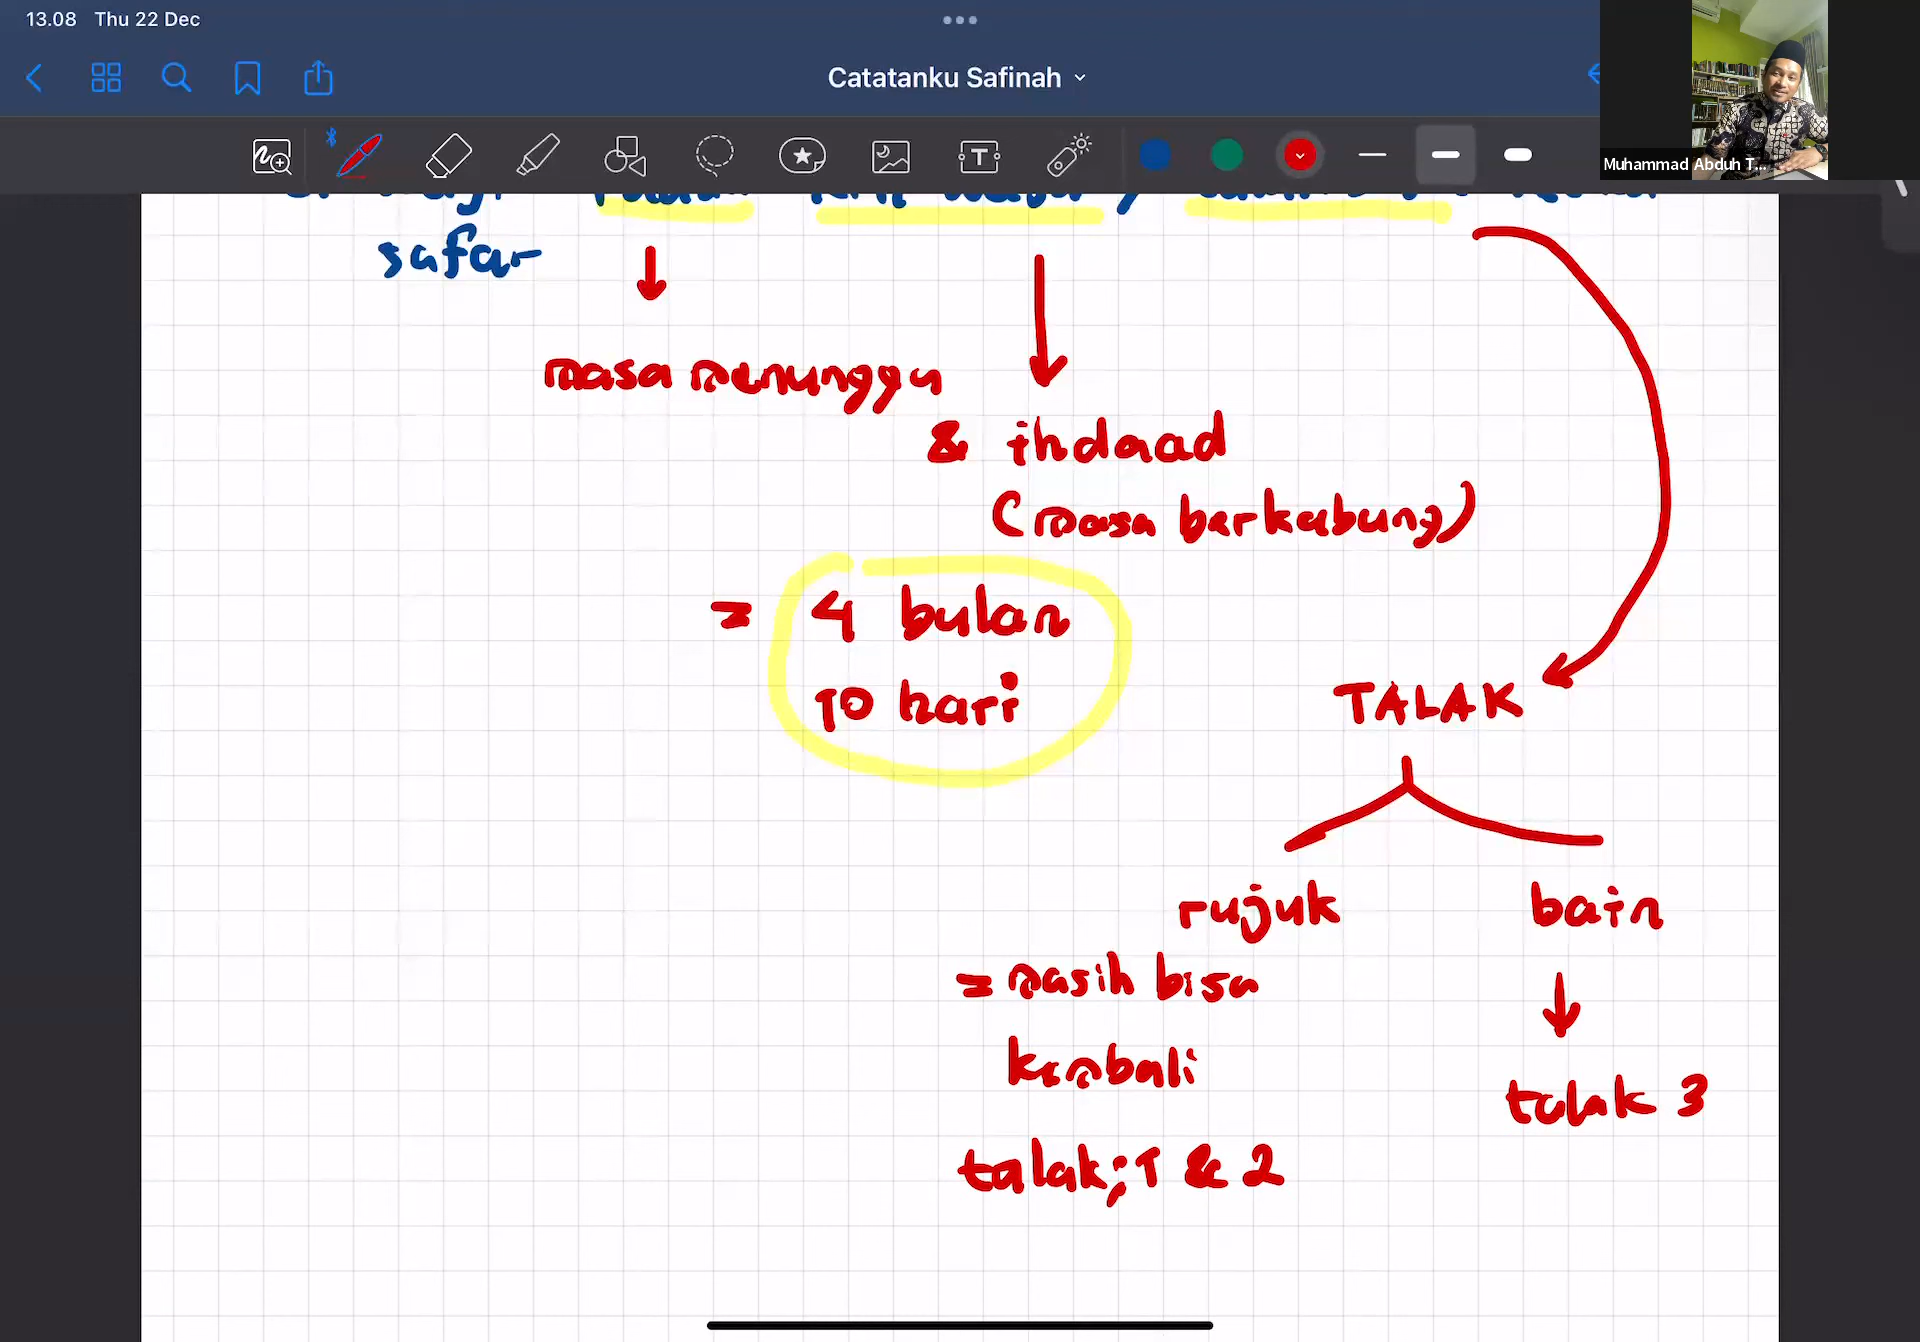 13.08 Thu 22 Dec
Catatanku Safinah
Muhammad Abduh T...
safar
masa menunggu
& ihdaad
(masa berkabung)
= 4 bulan
10 hari
TALAK
rujuk
bain
= masih bisa
kembali
talak 3
talak; 1 & 2